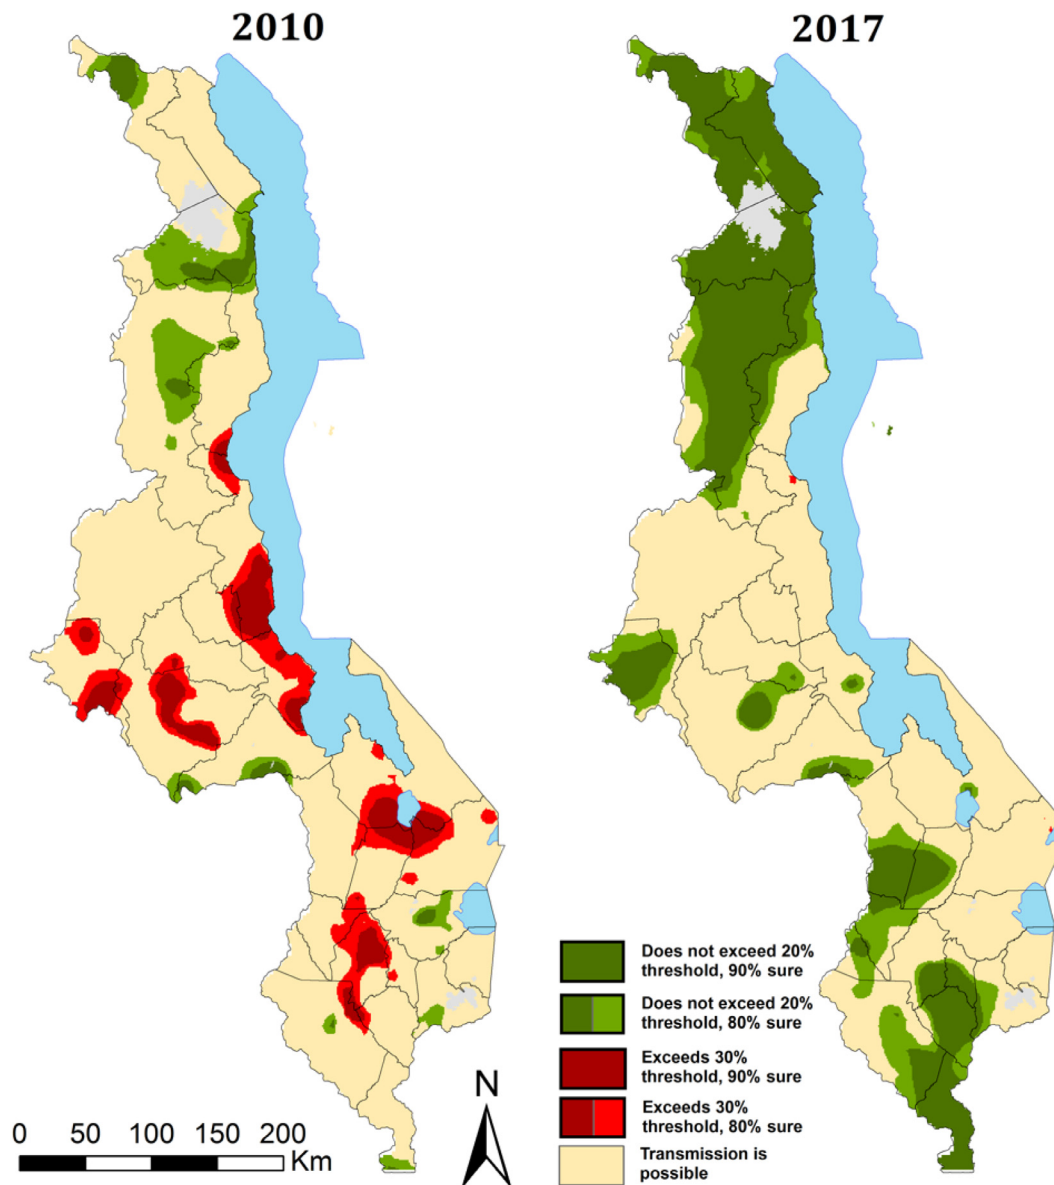 2010
2017
Does not exceed 20%
threshold, 90% sure
Does not exceed 20%
threshold, 80% sure
Exceeds 30%
threshold, 90% sure
Exceeds 30%
threshold, 80% sure
Transmission is
possible
N
0 50 100 150 200
Km